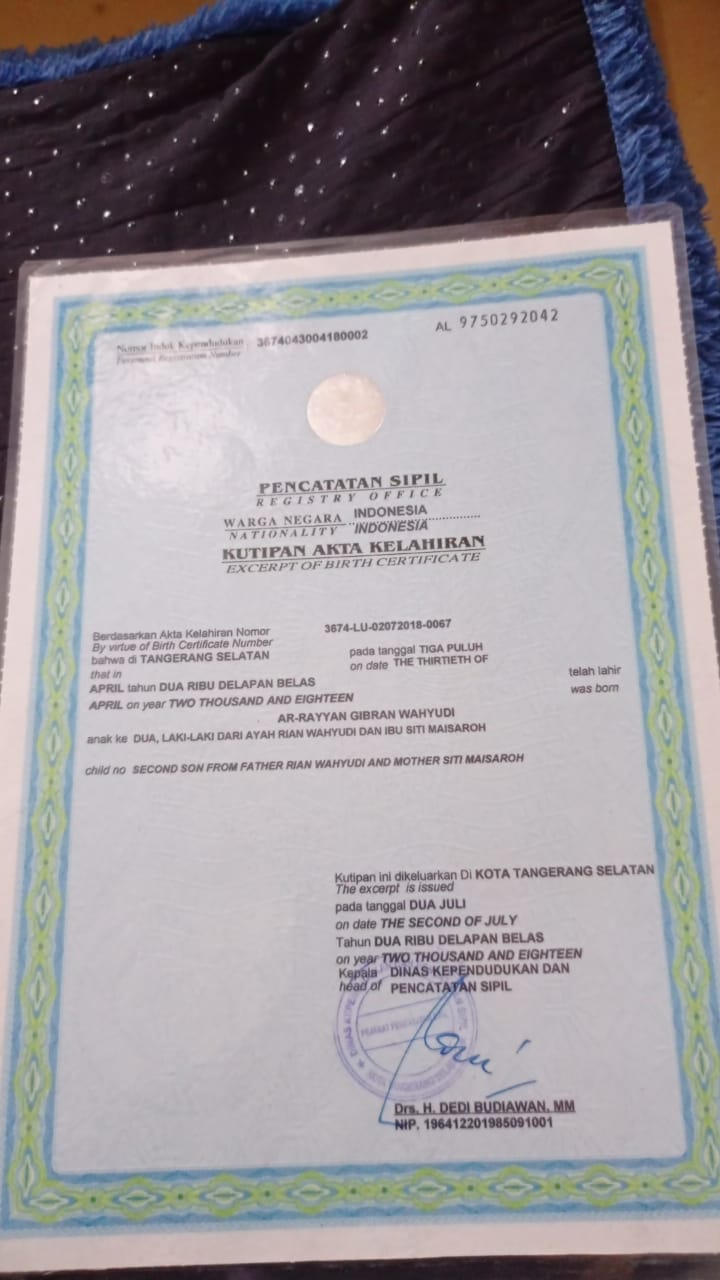 Nomor Induk Kependudukan 3674043004180002
Personal Registration Number
AL 9750292042
PENCATATAN SIPIL
REGISTRY OFFICE
WARGA NEGARA INDONESIA
NATIONALITY INDONESIA
KUTIPAN AKTA KELAHIRAN
EXCERPT OF BIRTH CERTIFICATE
Berdasarkan Akta Kelahiran Nomor 3674-LU-02072018-0067
By virtue of Birth Certificate Number
bahwa di TANGERANG SELATAN pada tanggal TIGA PULUH
that in on date THE THIRTIETH OF
APRIL tahun DUA RIBU DELAPAN BELAS telah lahir
APRIL on year TWO THOUSAND AND EIGHTEEN was born
AR-RAYYAN GIBRAN WAHYUDI
anak ke DUA, LAKI-LAKI DARI AYAH RIAN WAHYUDI DAN IBU SITI MAISAROH
child no SECOND SON FROM FATHER RIAN WAHYUDI AND MOTHER SITI MAISAROH
Kutipan ini dikeluarkan Di KOTA TANGERANG SELATAN
The excerpt is issued
pada tanggal DUA JULI
on date THE SECOND OF JULY
Tahun DUA RIBU DELAPAN BELAS
on year TWO THOUSAND AND EIGHTEEN
Kepala DINAS KEPENDUDUKAN DAN
head of PENCATATAN SIPIL
Drs. H. DEDI BUDIAWAN, MM
NIP. 196412201985091001